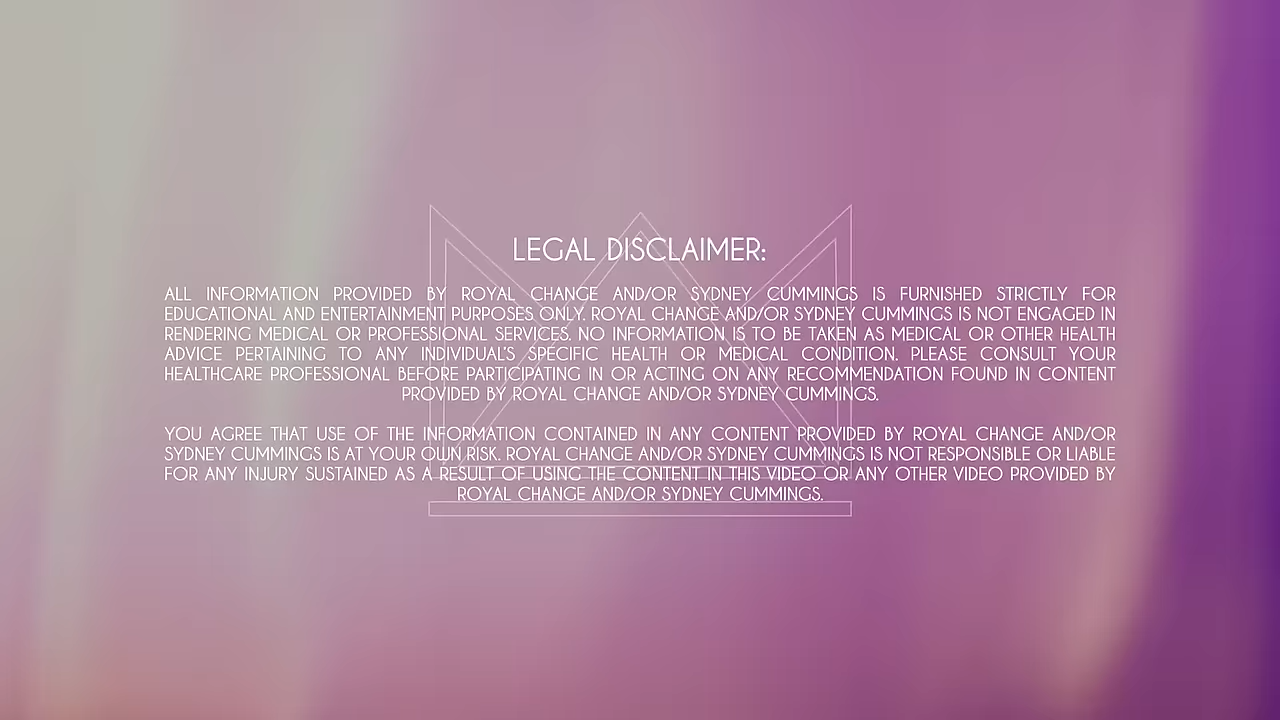 LEGAL DISCLAIMER:
ALL INFORMATION PROVIDED BY ROYAL CHANGE AND/OR SYDNEY CUMMINGS IS FURNISHED STRICTLY FOR
EDUCATIONAL AND ENTERTAINMENT PURPOSES ONLY. ROYAL CHANGE AND/OR SYDNEY CUMMINGS IS NOT ENGAGED IN
RENDERING MEDICAL OR PROFESSIONAL SERVICES. NO INFORMATION IS TO BE TAKEN AS MEDICAL OR OTHER HEALTH
ADVICE PERTAINING TO ANY INDIVIDUAL'S SPECIFIC HEALTH OR MEDICAL CONDITION. PLEASE CONSULT YOUR
HEALTHCARE PROFESSIONAL BEFORE PARTICIPATING IN OR ACTING ON ANY RECOMMENDATION FOUND IN CONTENT
PROVIDED BY ROYAL CHANGE AND/OR SYDNEY CUMMINGS.
YOU AGREE THAT USE OF THE INFORMATION CONTAINED IN ANY CONTENT PROVIDED BY ROYAL CHANGE AND/OR
SYDNEY CUMMINGS IS AT YOUR OWN RISK. ROYAL CHANGE AND/OR SYDNEY CUMMINGS IS NOT RESPONSIBLE OR LIABLE
FOR ANY INJURY SUSTAINED AS A RESULT OF USING THE CONTENT IN THIS VIDEO OR ANY OTHER VIDEO PROVIDED BY
ROYAL CHANGE AND/OR SYDNEY CUMMINGS.